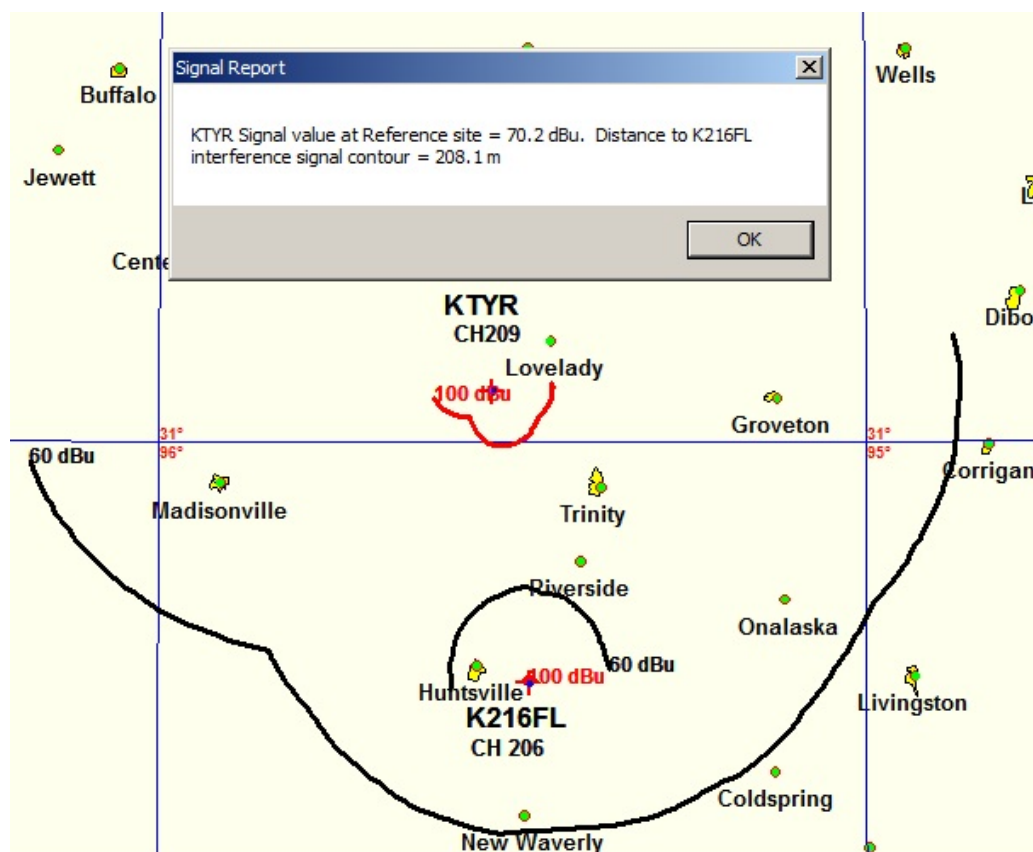 Signal Report
KTYR Signal value at Reference site = 70.2 dBu. Distance to K216FL
interference signal contour = 208.1 m
OK
Buffalo
Wells
Jewett
L
Cente
KTYR
CH209
Dibo
Lovelady
100 dBu
Groveton
31°
96°
31°
95°
60 dBu
Corrigan
Madisonville
Trinity
Riverside
Onalaska
60 dBu
100 dBu
Huntsville
Livingston
K216FL
CH 206
Coldspring
New Waverly